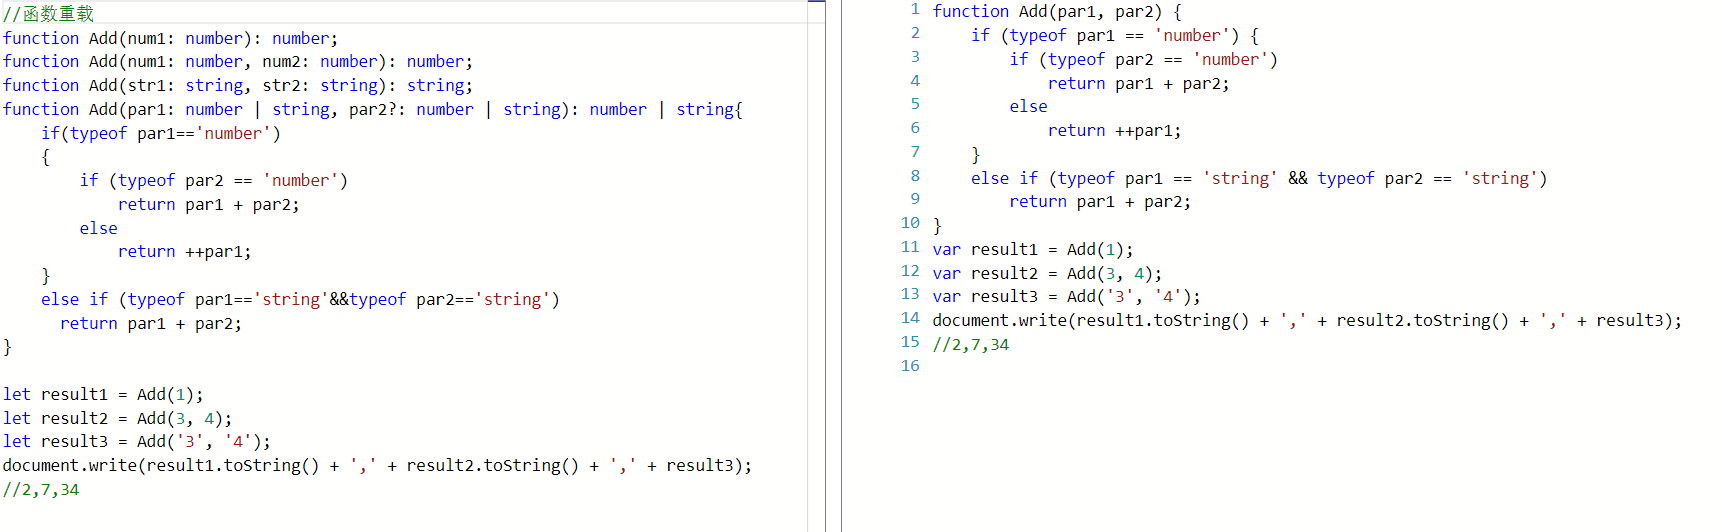 //函数重载
function Add(num1: number): number;
function Add(num1: number, num2: number): number;
function Add(str1: string, str2: string): string;
function Add(par1: number | string, par2?: number | string): number | string{
    if(typeof par1=='number')
    {
        if (typeof par2 == 'number')
            return par1 + par2;
        else
            return ++par1;
    }
    else if (typeof par1=='string'&&typeof par2=='string')
      return par1 + par2;
}

let result1 = Add(1);
let result2 = Add(3, 4);
let result3 = Add('3', '4');
document.write(result1.toString() + ',' + result2.toString() + ',' + result3);
//2,7,34
1 function Add(par1, par2) {
2     if (typeof par1 == 'number') {
3         if (typeof par2 == 'number')
4             return par1 + par2;
5         else
6             return ++par1;
7     }
8     else if (typeof par1 == 'string' && typeof par2 == 'string')
9         return par1 + par2;
10 }
11 var result1 = Add(1);
12 var result2 = Add(3, 4);
13 var result3 = Add('3', '4');
14 document.write(result1.toString() + ',' + result2.toString() + ',' + result3);
15 //2,7,34
16